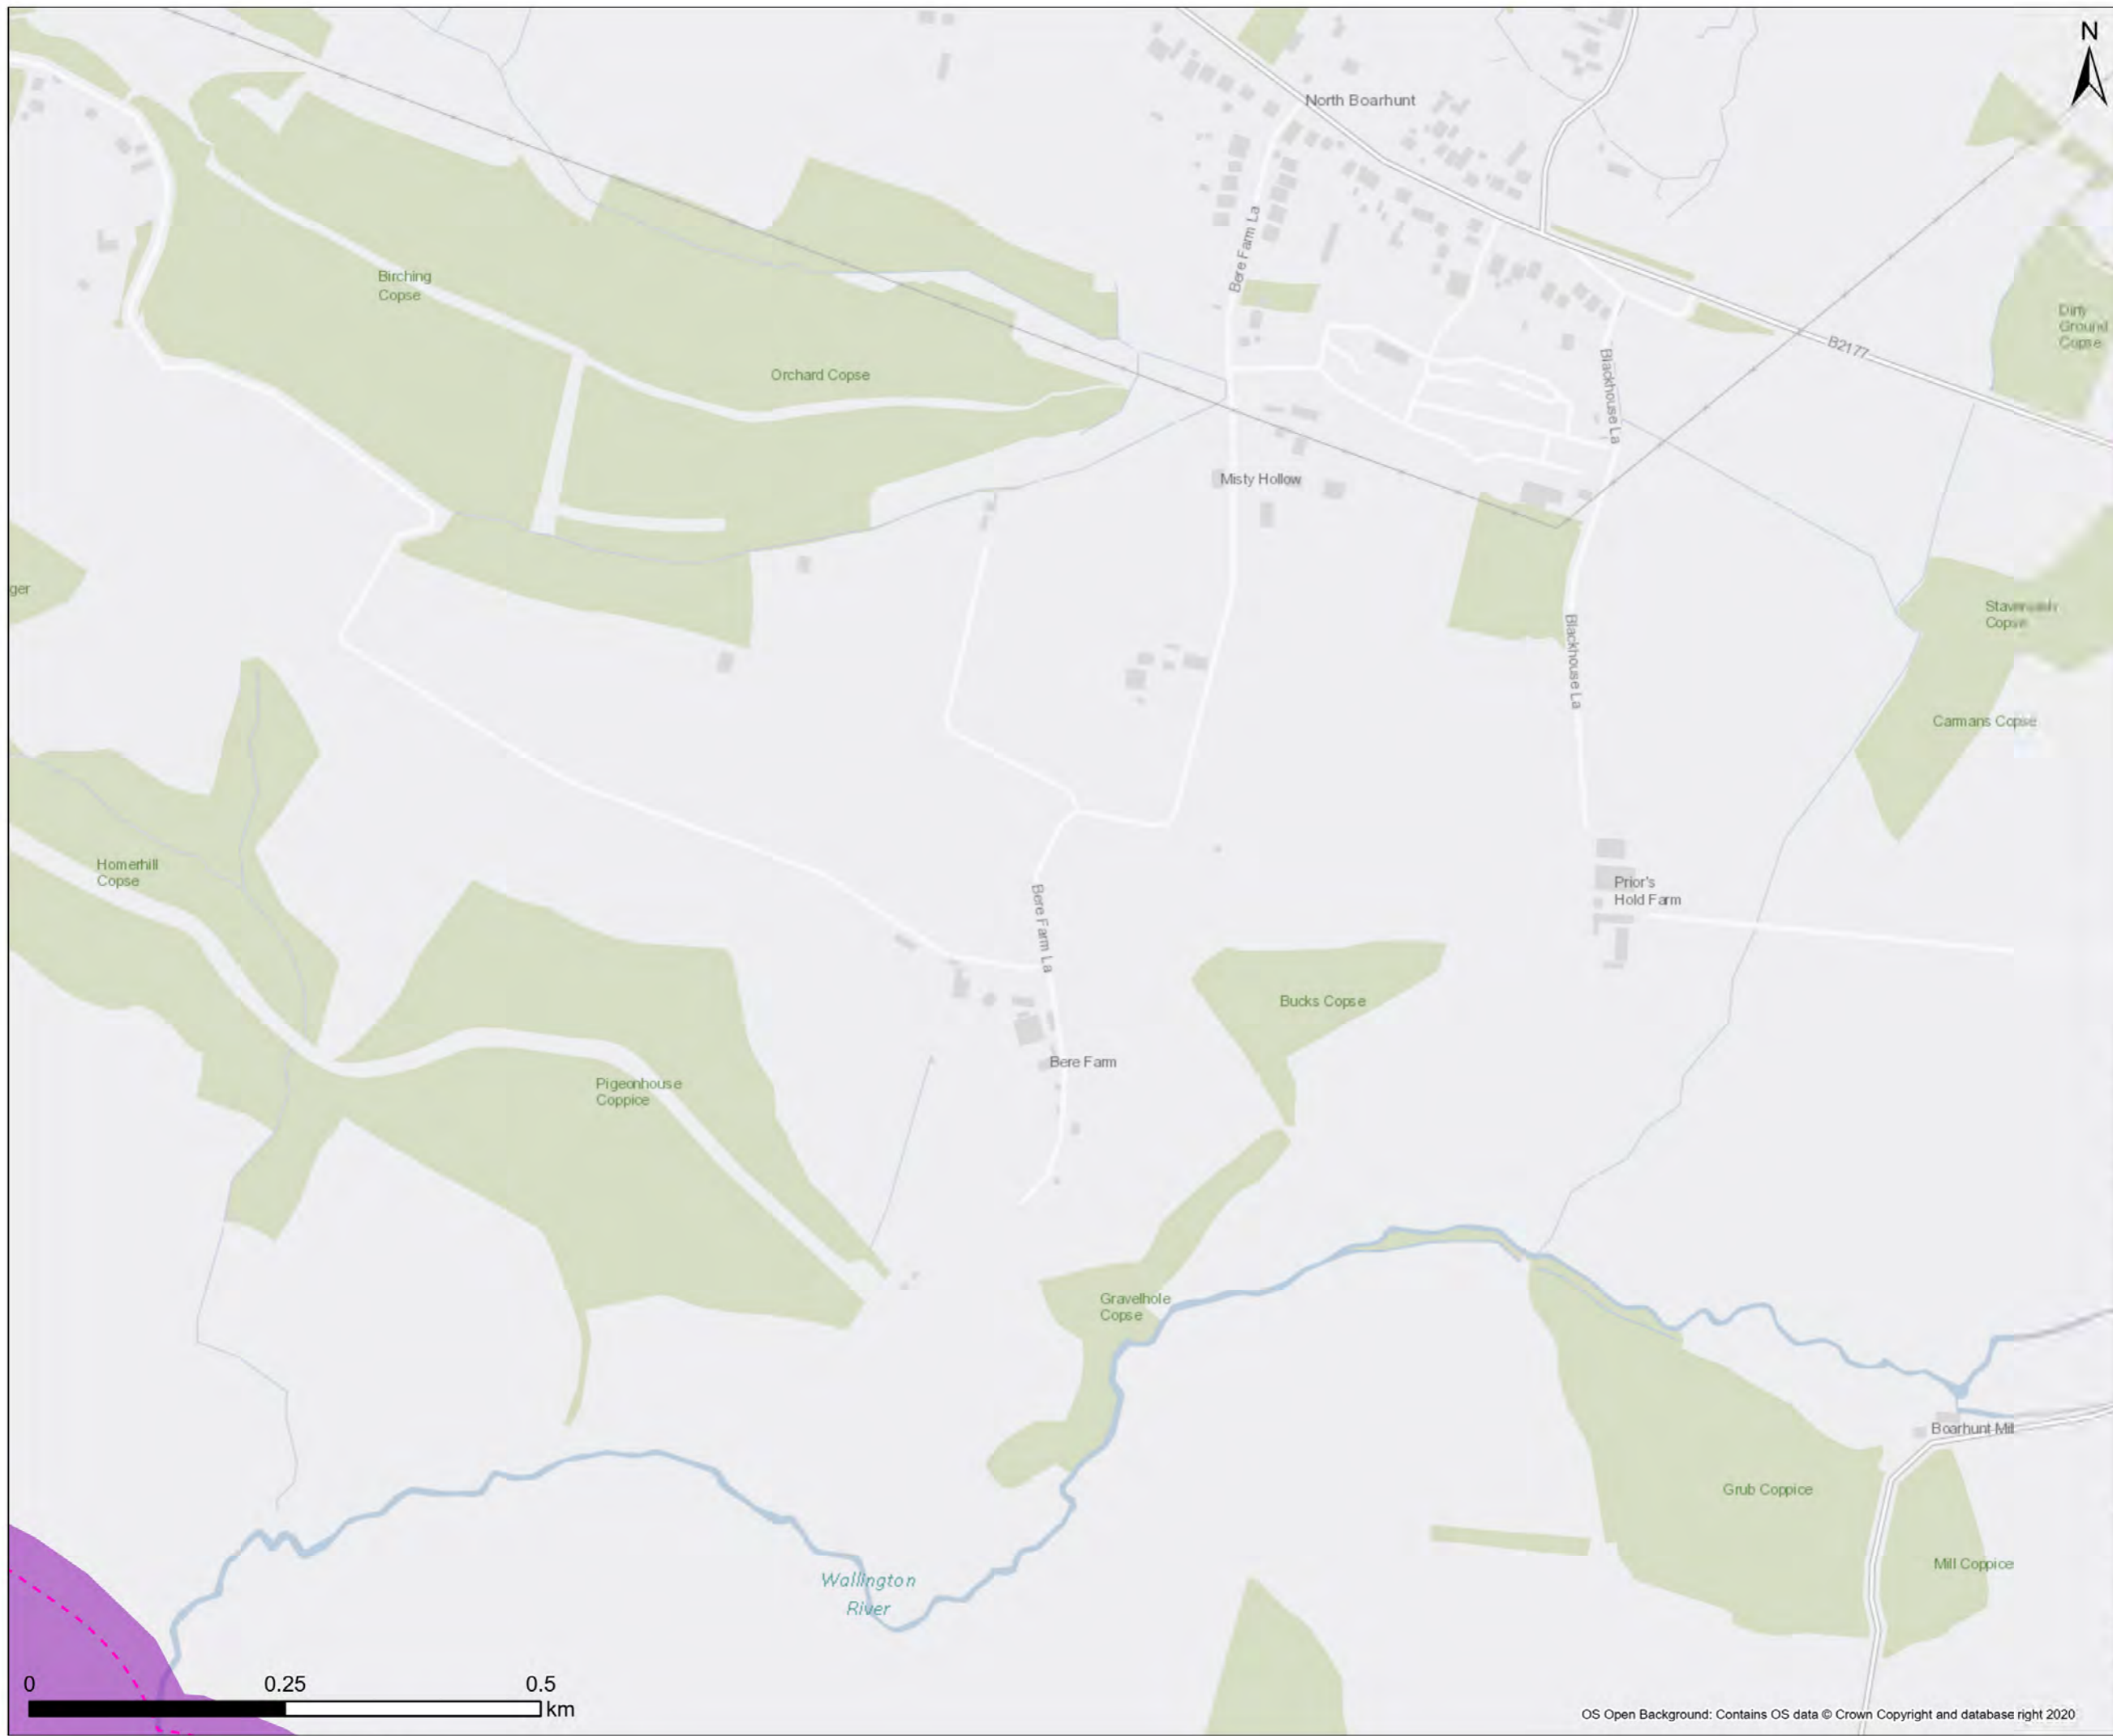 N
North Boarhunt
Bere Farm La
Birching
Copse
Dirty
Ground
Copse
B2177
Orchard Copse
Blackhouse La
Misty Hollow
ger
Copse
Blackhouse La
Carmans Copse
Homerhill
Copse
Prior's
Hold Farm
Bere Farm La
Bucks Copse
Bere Farm
Pigeonhouse
Coppice
Gravelhole
Copse
Boarhunt Mill
Grub Coppice
Mill Coppice
Wallington
River
0 0.25 0.5
km
OS Open Background: Contains OS data © Crown Copyright and database right 2020